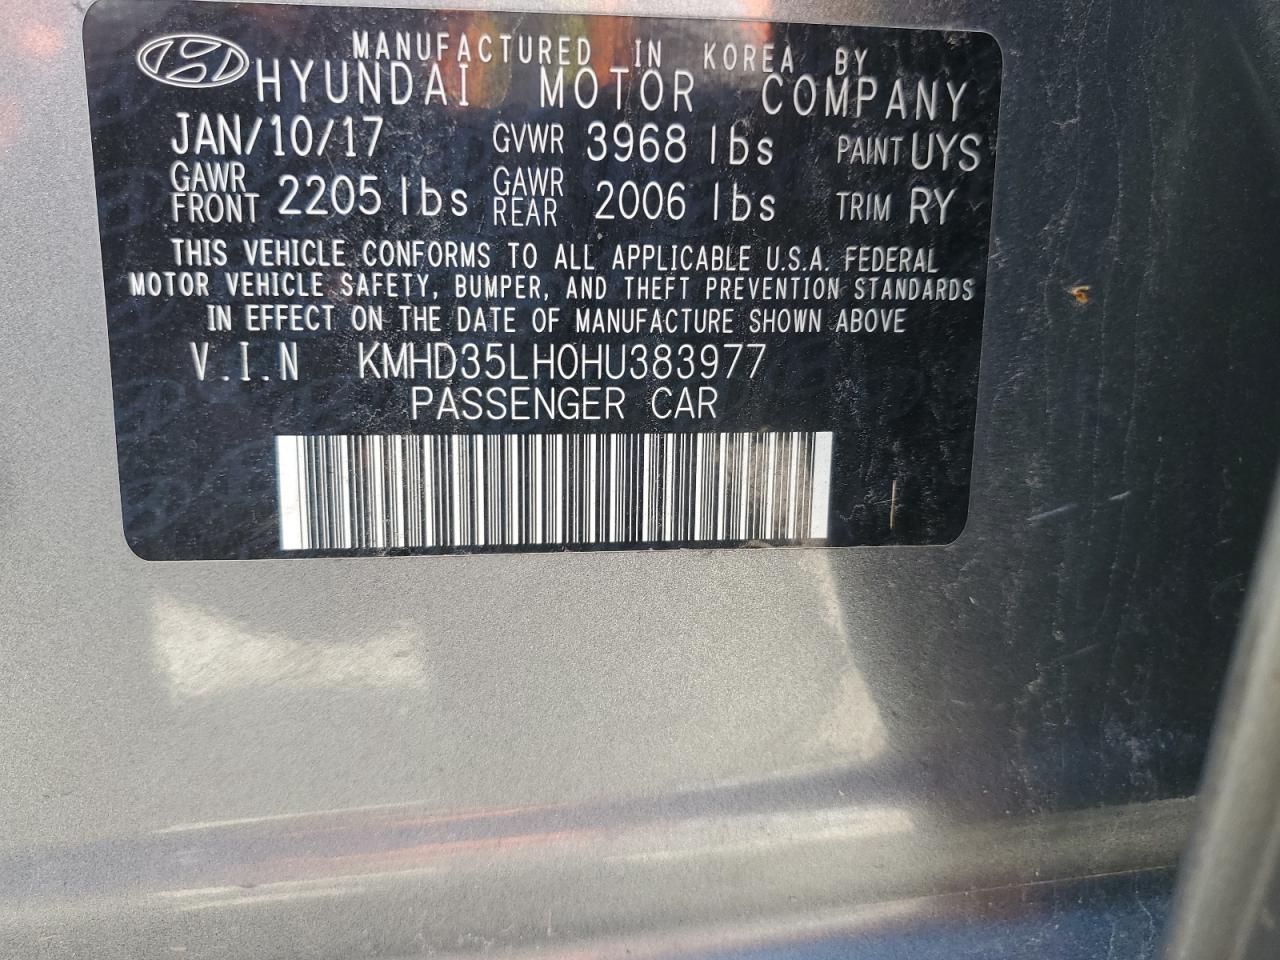 MANUFACTURED IN KOREA BY
HYUNDAI MOTOR COMPANY
JAN/10/17 GVWR 3968 lbs PAINT UYS
GAWR FRONT 2205 lbs GAWR REAR 2006 lbs TRIM RY
THIS VEHICLE CONFORMS TO ALL APPLICABLE U.S.A. FEDERAL
MOTOR VEHICLE SAFETY, BUMPER, AND THEFT PREVENTION STANDARDS
IN EFFECT ON THE DATE OF MANUFACTURE SHOWN ABOVE
V.I.N KMHD35LH0HU383977
PASSENGER CAR